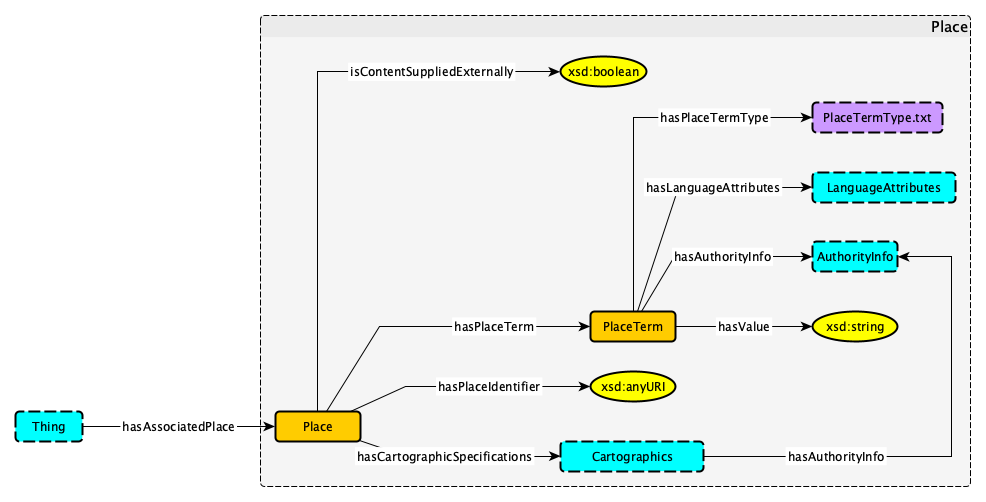 Place
isContentSuppliedExternally
xsd:boolean
hasPlaceTermType
PlaceTermType.txt
hasLanguageAttributes
LanguageAttributes
hasAuthorityInfo
AuthorityInfo
hasPlaceTerm
PlaceTerm
hasValue
xsd:string
hasPlaceIdentifier
xsd:anyURI
Thing
hasAssociatedPlace
Place
hasCartographicSpecifications
Cartographics
hasAuthorityInfo